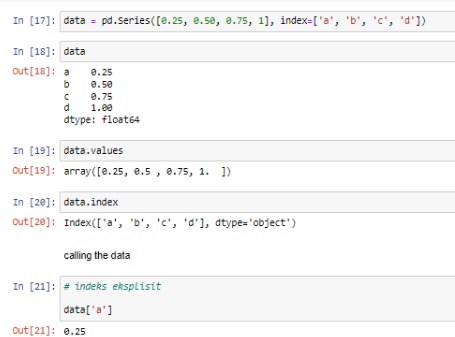 In [17]: data = pd.Series([0.25, 0.50, 0.75, 1], index=['a', 'b', 'c', 'd'])
In [18]: data
Out[18]: a    0.25
b    0.50
c    0.75
d    1.00
dtype: float64
In [19]: data.values
Out[19]: array([0.25, 0.5 , 0.75, 1.  ])
In [20]: data.index
Out[20]: Index(['a', 'b', 'c', 'd'], dtype='object')
calling the data
In [21]: # indeks eksplisit
data['a']
Out[21]: 0.25